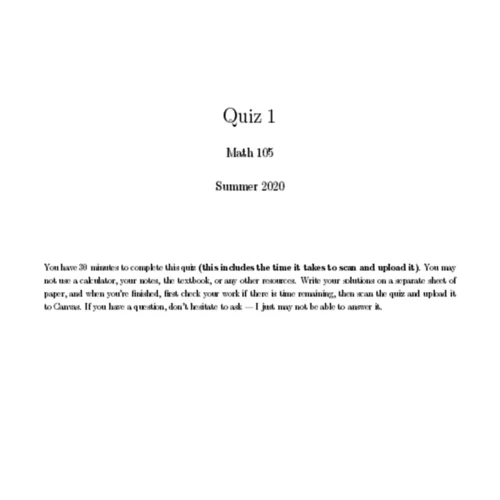 Quiz 1
Math 105
Summer 2020
You have 30 minutes to complete this quiz (this includes the time it takes to scan and upload it). You may
not use a calculator, your notes, the textbook, or any other resources. Write your solutions on a separate sheet of
paper, and when you're finished, first check your work if there is time remaining, then scan the quiz and upload it
to Canvas. If you have a question, don't hesitate to ask — I just may not be able to answer it.